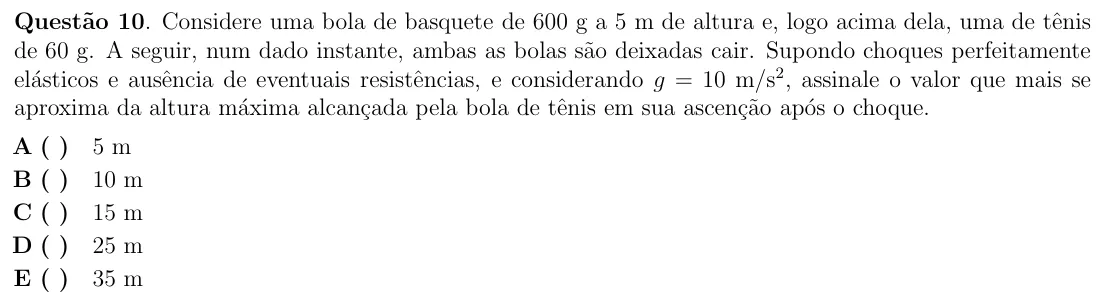 Questão 10. Considere uma bola de basquete de 600 g a 5 m de altura e, logo acima dela, uma de tênis
de 60 g. A seguir, num dado instante, ambas as bolas são deixadas cair. Supondo choques perfeitamente
elásticos e ausência de eventuais resistências, e considerando g = 10 m/s², assinale o valor que mais se
aproxima da altura máxima alcançada pela bola de tênis em sua ascenção após o choque.
A ( ) 5 m
B ( ) 10 m
C ( ) 15 m
D ( ) 25 m
E ( ) 35 m